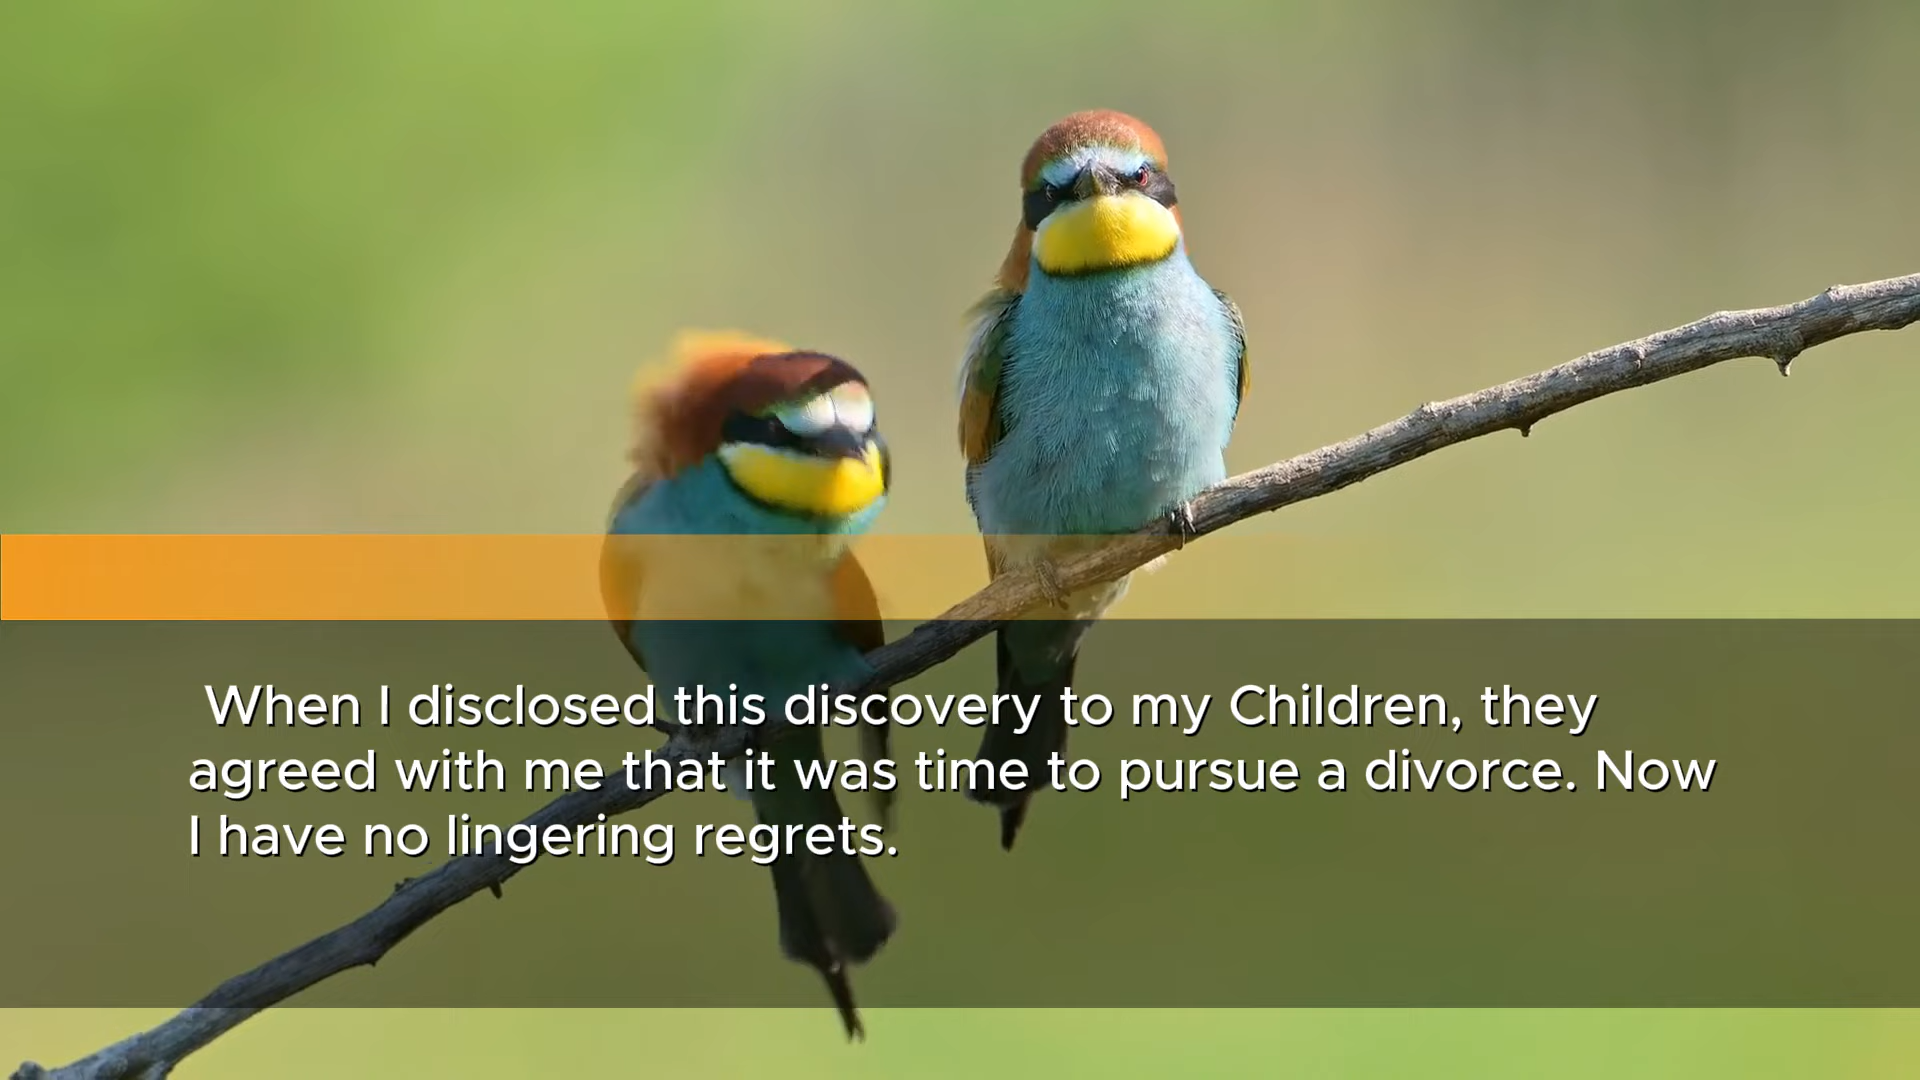 When I disclosed this discovery to my Children, they
agreed with me that it was time to pursue a divorce. Now
I have no lingering regrets.